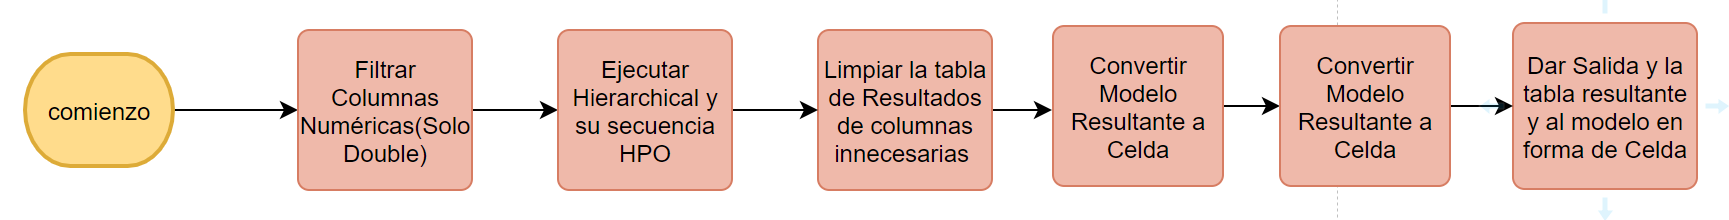 comienzo
Filtrar
Columnas
Numéricas(Solo
Double)
Ejecutar
Hierarchical y
su secuencia
HPO
Limpiar la tabla
de Resultados
de columnas
innecesarias
Convertir
Modelo
Resultante a
Celda
Convertir
Modelo
Resultante a
Celda
Dar Salida y la
tabla resultante
y al modelo en
forma de Celda